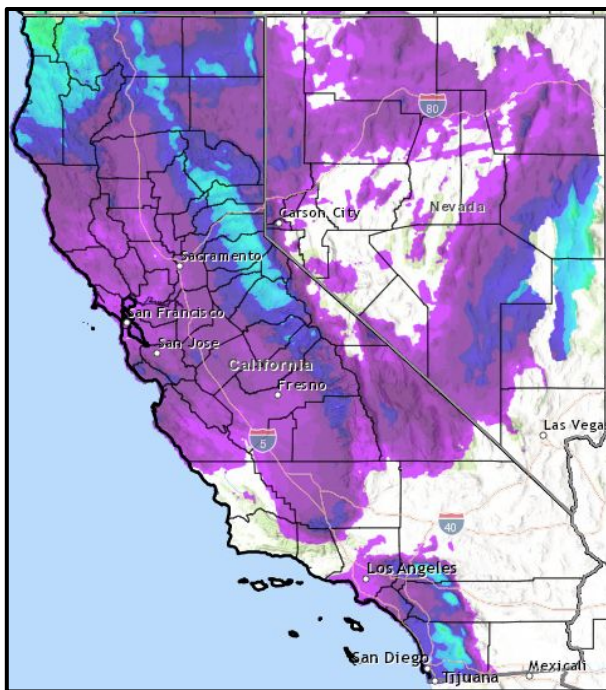 80
Carson City
Nevada
Sacramento
San Francisco
San Jose
California
Fresno
5
Las Vega
40
Los Angeles
San Diego
Tijuana
Mexicali